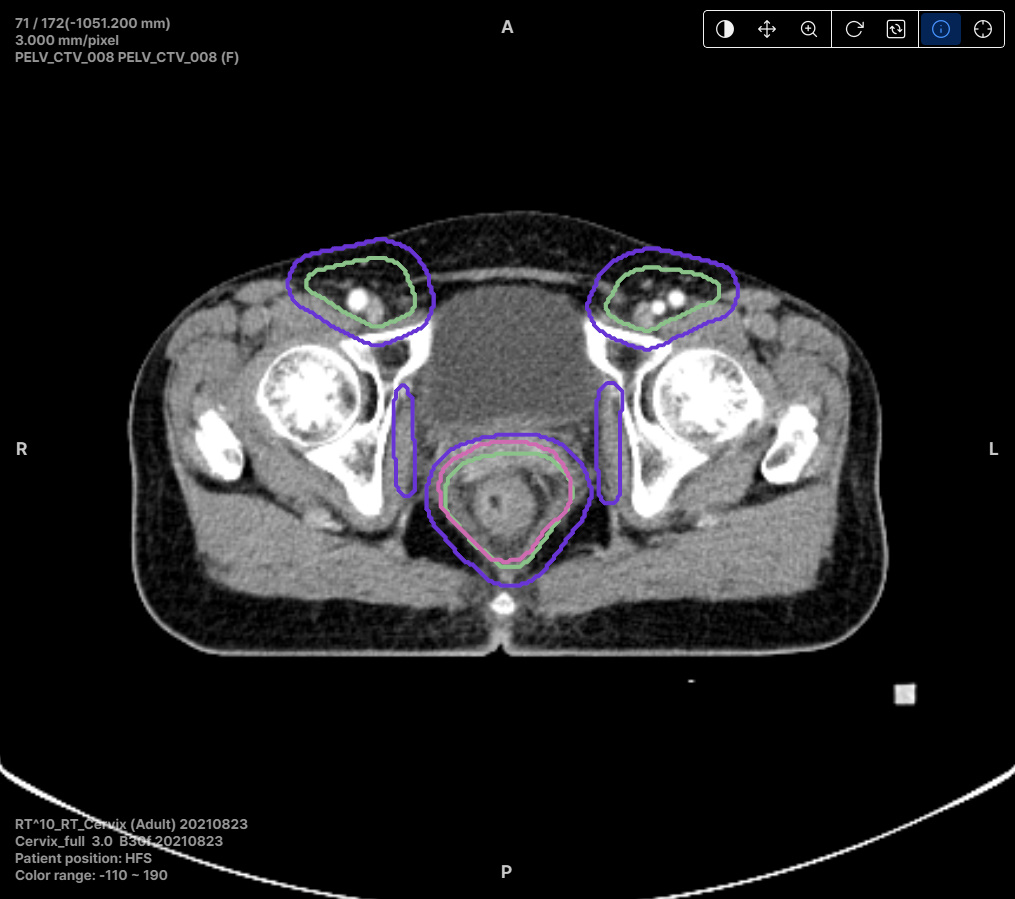 71 / 172(-1051.200 mm)
3.000 mm/pixel
PELV_CTV_008 PELV_CTV_008 (F)
A
R
L
RT^10_RT_Cervix (Adult) 20210823
Cervix_full 3.0 B30f 20210823
Patient position: HFS
Color range: -110 ~ 190
P